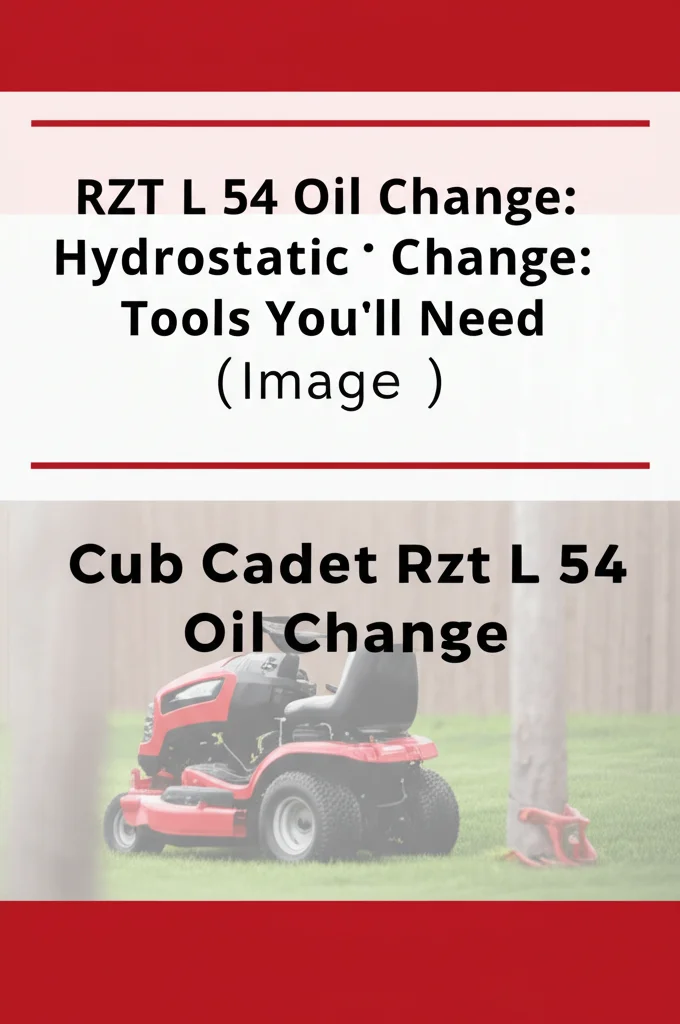 RZT L 54 Oil Change:
Hydrostatic · Change:
Tools You'll Need
(Image )
Cub Cadet Rzt L 54
Oil Change